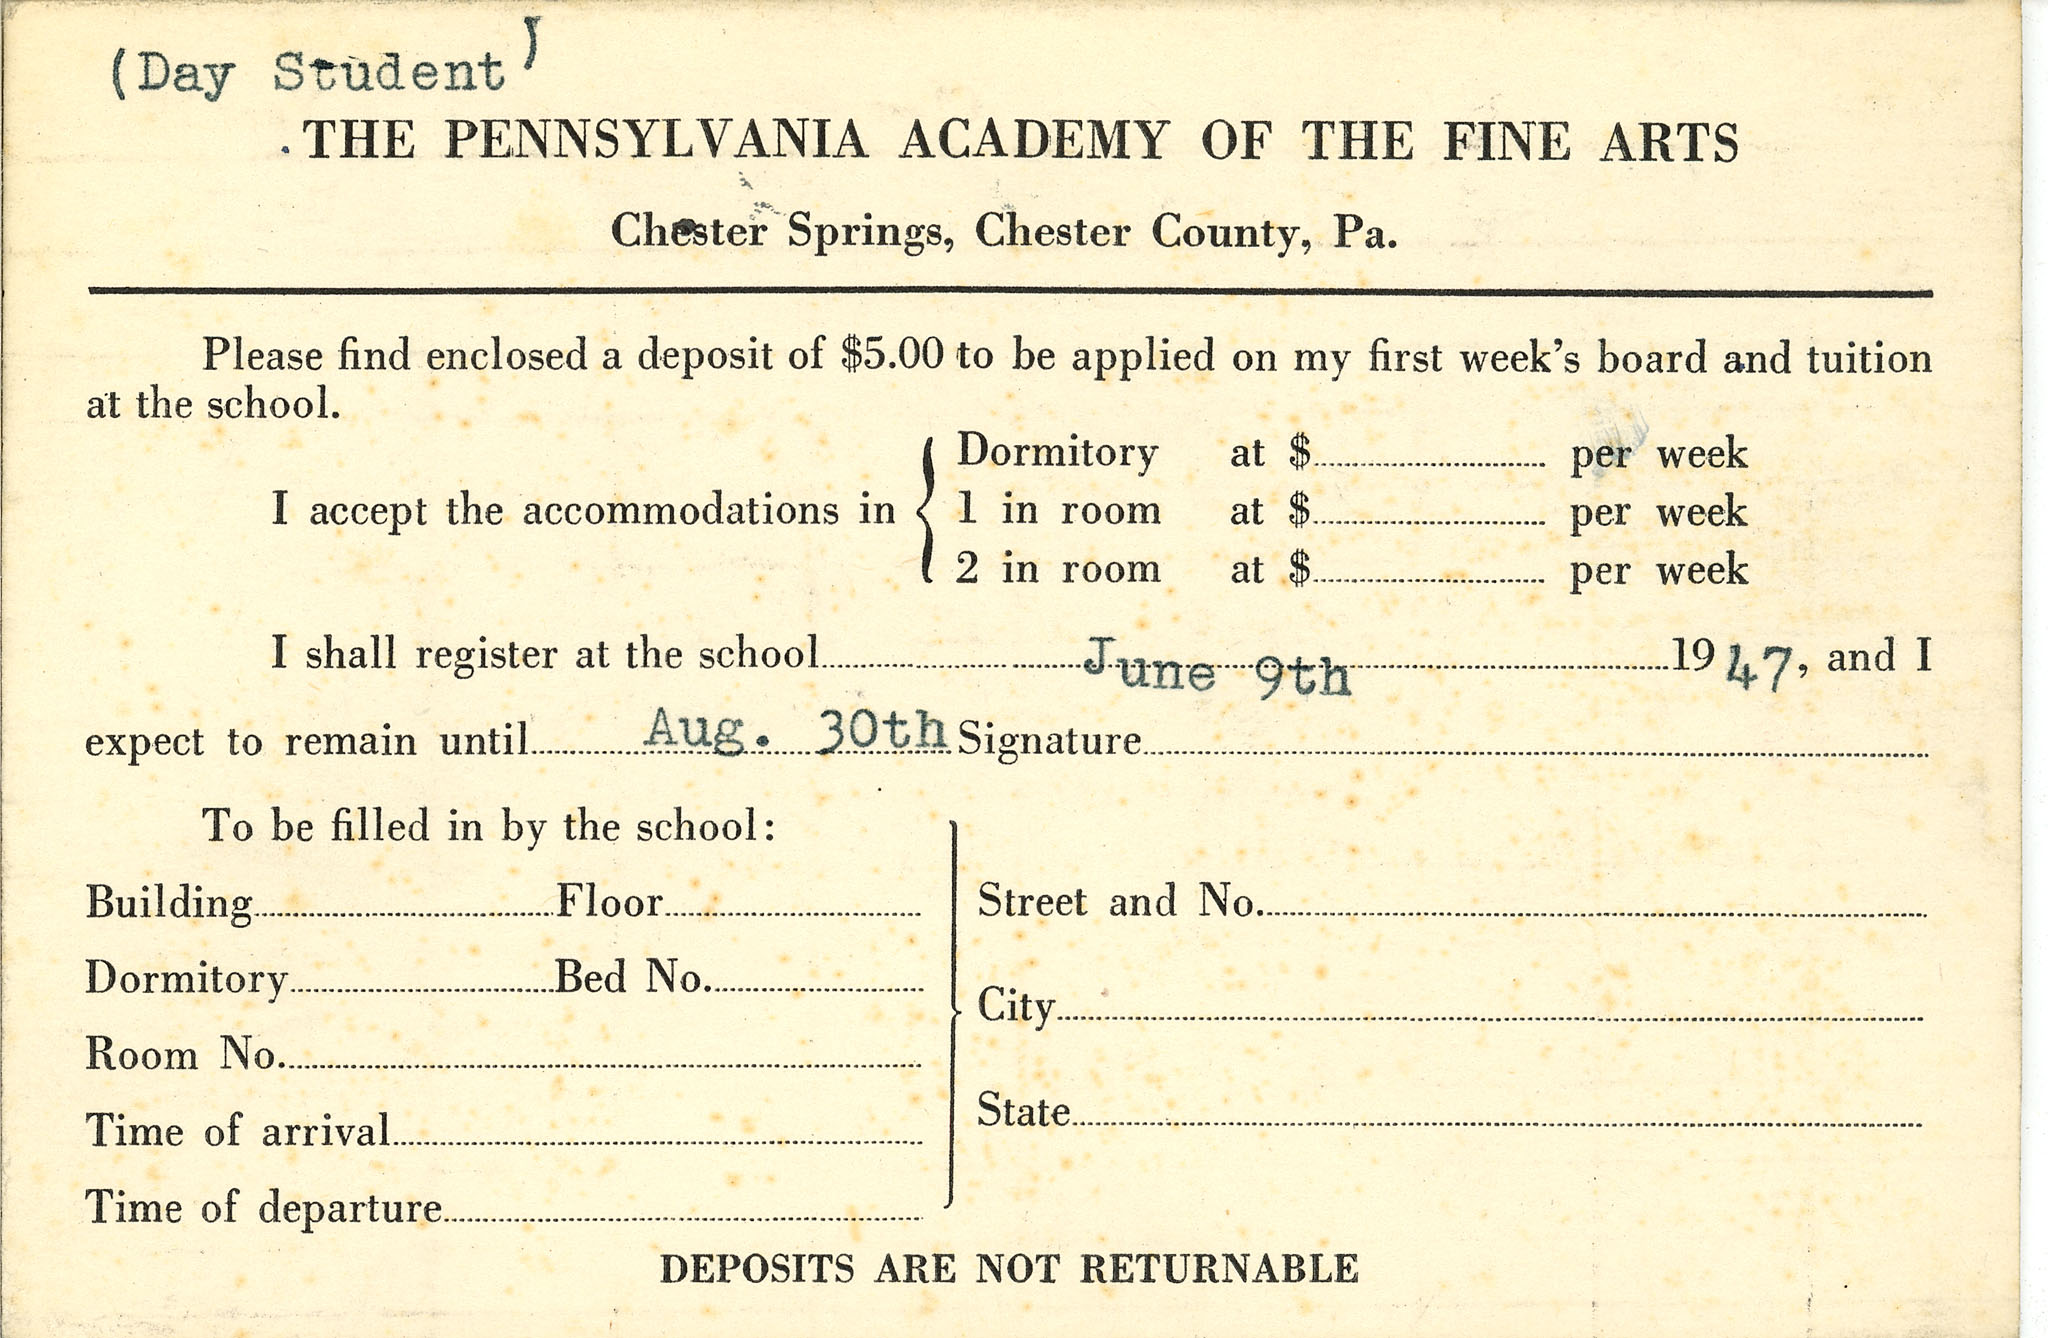 (Day Student)
THE PENNSYLVANIA ACADEMY OF THE FINE ARTS
Chester Springs, Chester County, Pa.
Please find enclosed a deposit of $5.00 to be applied on my first week's board and tuition
at the school.
Dormitory at $ per week
I accept the accommodations in { 1 in room at $ per week
2 in room at $ per week
I shall register at the school June 9th 1947, and I
expect to remain until Aug. 30th Signature
To be filled in by the school:
Building Floor
Dormitory Bed No.
Room No.
Time of arrival
Time of departure
Street and No.
City
State
DEPOSITS ARE NOT RETURNABLE